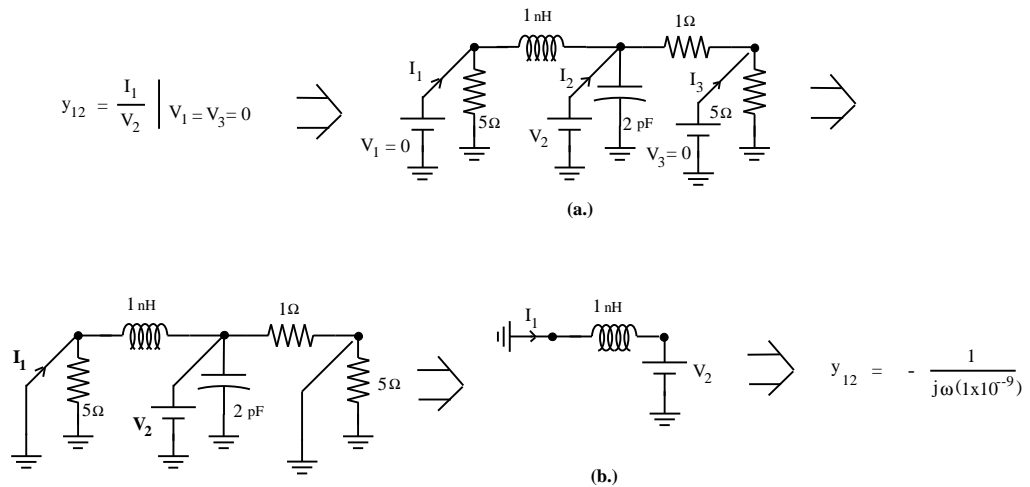 y12 = I1 / V2 | V1 = V3 = 0
1 nH
1Ω
I1
I2
I3
5Ω
2 pF
5Ω
V1 = 0
V2
V3 = 0
(a.)
1 nH
1Ω
I1
5Ω
V2
2 pF
5Ω
1 nH
I1
V2
y12 = - 1 / jω(1x10--9)
(b.)